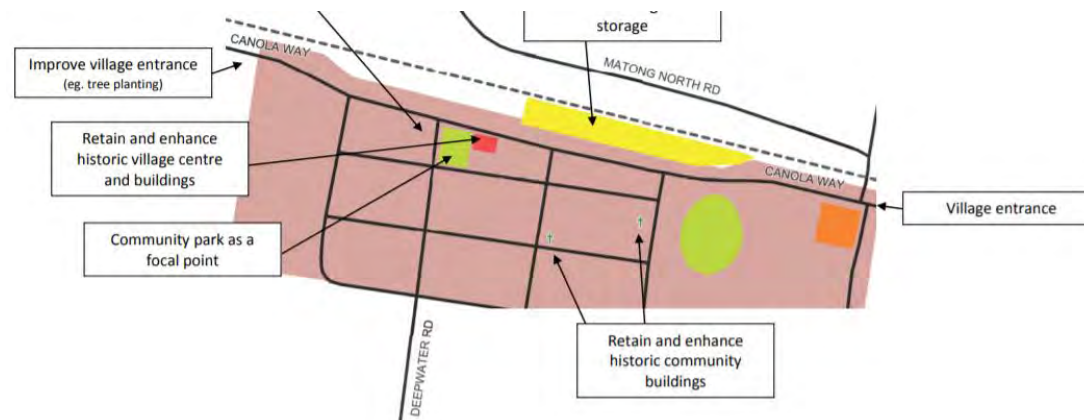 storage
CANOLA WAY
Improve village entrance
(eg. tree planting)
MATONG NORTH RD
Retain and enhance
historic village centre
and buildings
CANOLA WAY
Village entrance
Community park as a
focal point
Retain and enhance
historic community
buildings
DEEPWATER RD